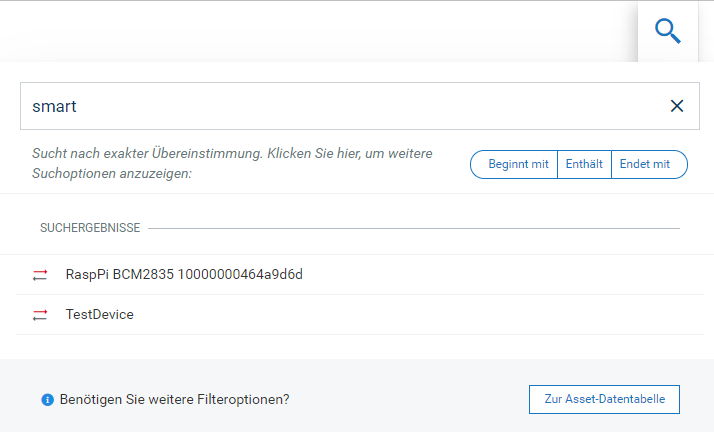 smart
Sucht nach exakter Übereinstimmung. Klicken Sie hier, um weitere
Suchoptionen anzuzeigen:
Beginnt mit
Enthält
Endet mit
SUCHERGEBNISSE
RaspPi BCM2835 10000000464a9d6d
TestDevice
Benötigen Sie weitere Filteroptionen?
Zur Asset-Datentabelle